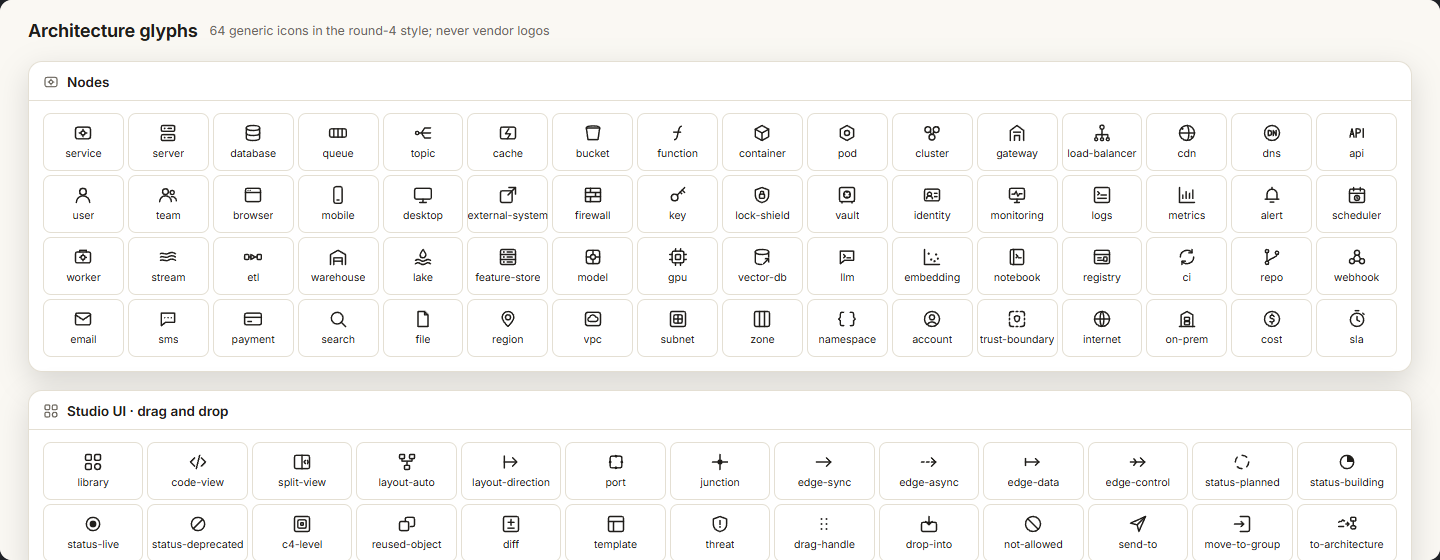 Architecture glyphs 64 generic icons in the round-4 style; never vendor logos
Nodes
service server database queue topic cache bucket function container pod cluster gateway load-balancer cdn DN dns API api
user team browser mobile desktop external-system firewall key lock-shield vault identity monitoring logs metrics alert scheduler
worker stream etl warehouse lake feature-store model gpu vector-db llm embedding notebook registry ci repo webhook
email sms payment search file region vpc subnet zone namespace account trust-boundary internet on-prem cost sla
Studio UI · drag and drop
library code-view split-view layout-auto layout-direction port junction edge-sync edge-async edge-data edge-control status-planned status-building
status-live status-deprecated c4-level reused-object diff template threat drag-handle drop-into not-allowed send-to move-to-group to-architecture